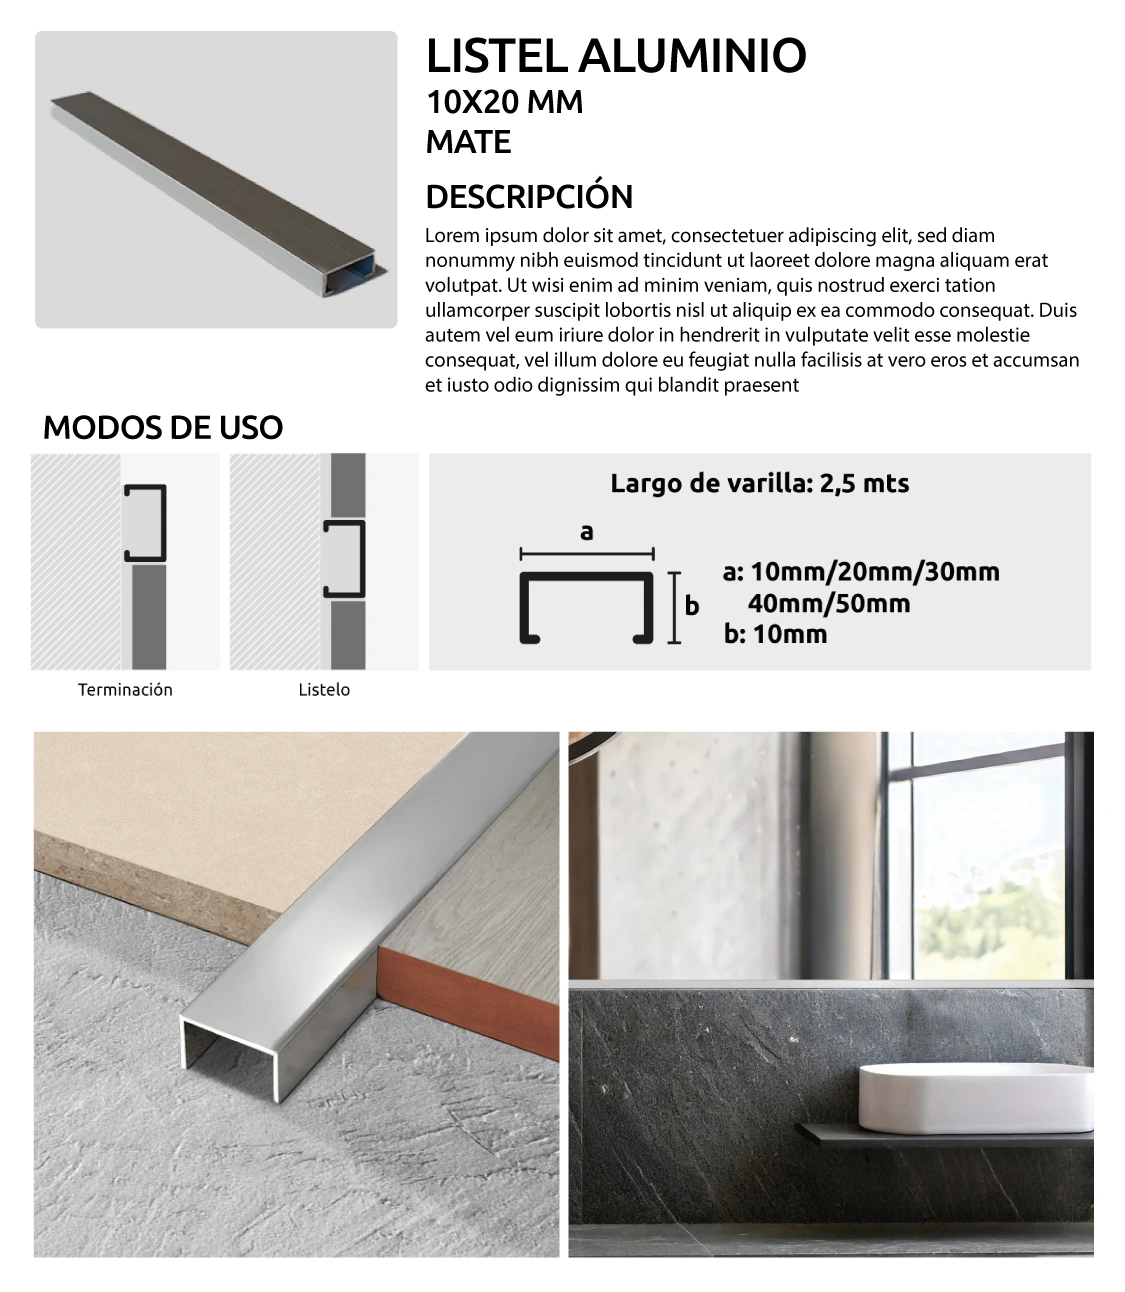 LISTEL ALUMINIO
10X20 MM
MATE
DESCRIPCIÓN
Lorem ipsum dolor sit amet, consectetuer adipiscing elit, sed diam
nonummy nibh euismod tincidunt ut laoreet dolore magna aliquam erat
volutpat. Ut wisi enim ad minim veniam, quis nostrud exerci tation
ullamcorper suscipit lobortis nisl ut aliquip ex ea commodo consequat. Duis
autem vel eum iriure dolor in hendrerit in vulputate velit esse molestie
consequat, vel illum dolore eu feugiat nulla facilisis at vero eros et accumsan
et iusto odio dignissim qui blandit praesent
MODOS DE USO
Terminación
Listelo
Largo de varilla: 2,5 mts
a
b
a: 10mm/20mm/30mm
40mm/50mm
b: 10mm